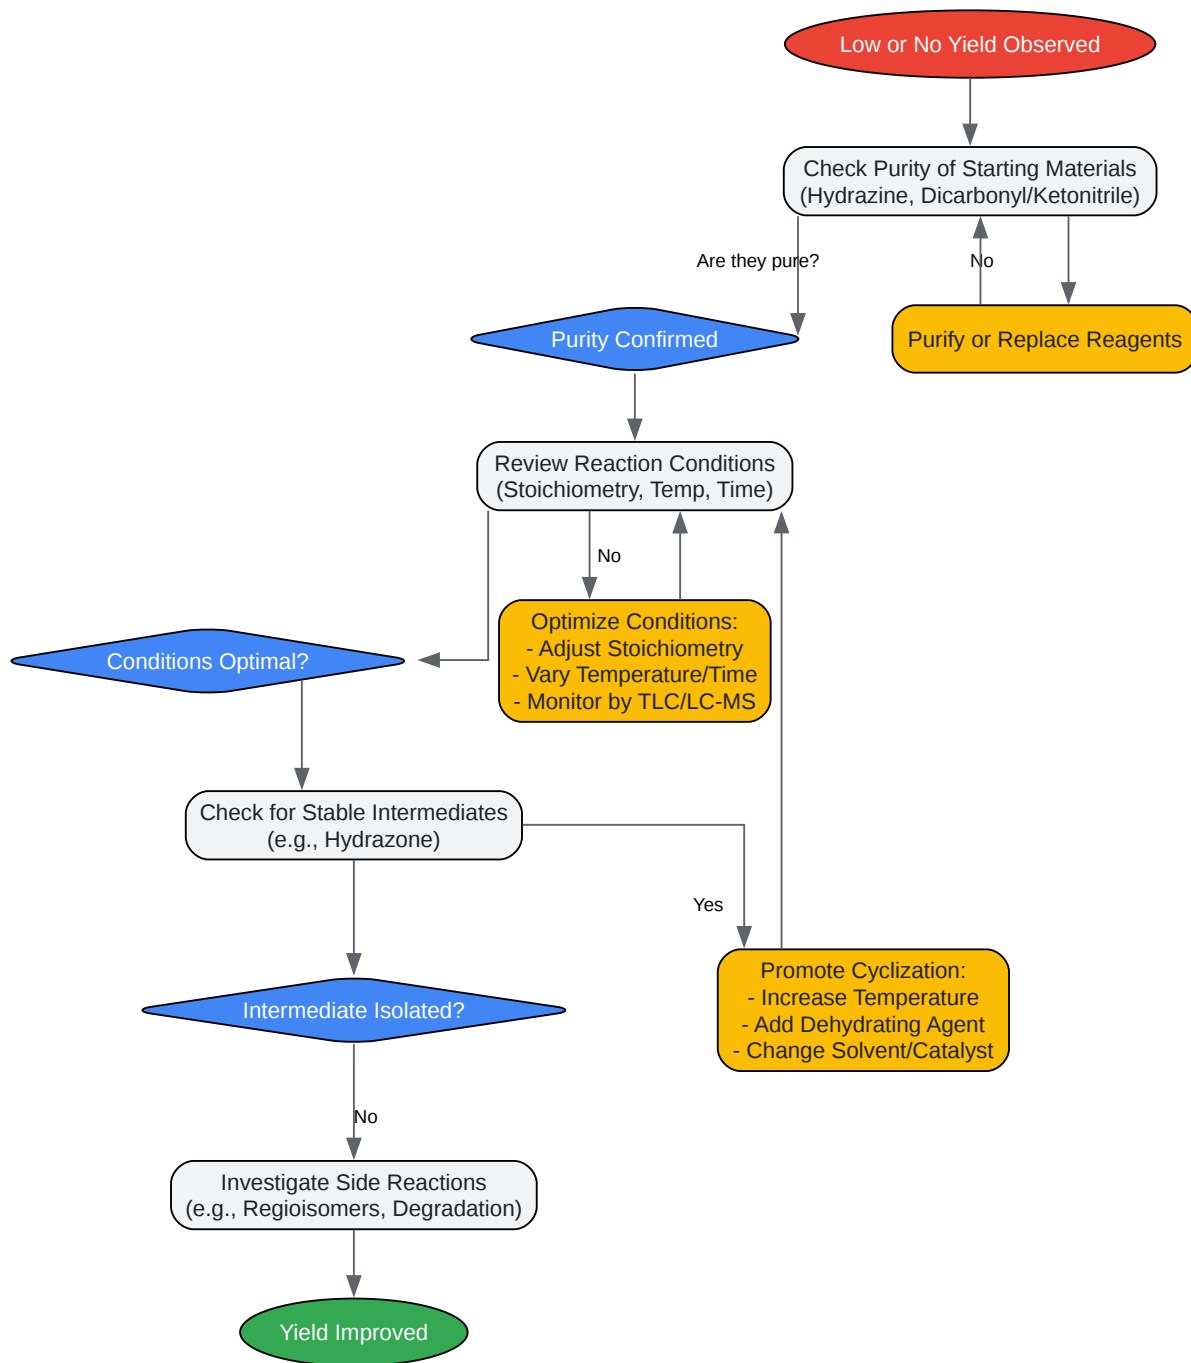 Low or No Yield Observed
Check Purity of Starting Materials
(Hydrazine, Dicarbonyl/Ketonitrile)
Are they pure?
No
Purity Confirmed
Purify or Replace Reagents
Review Reaction Conditions
(Stoichiometry, Temp, Time)
No
Optimize Conditions:
- Adjust Stoichiometry
- Vary Temperature/Time
- Monitor by TLC/LC-MS
Conditions Optimal?
Check for Stable Intermediates
(e.g., Hydrazone)
Yes
Promote Cyclization:
- Increase Temperature
- Add Dehydrating Agent
- Change Solvent/Catalyst
Intermediate Isolated?
No
Investigate Side Reactions
(e.g., Regioisomers, Degradation)
Yield Improved